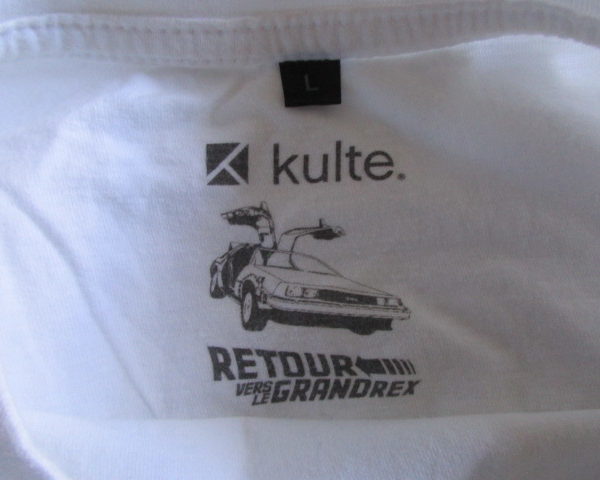 L
kulte.
RETOUR
VERS LE GRANDREX